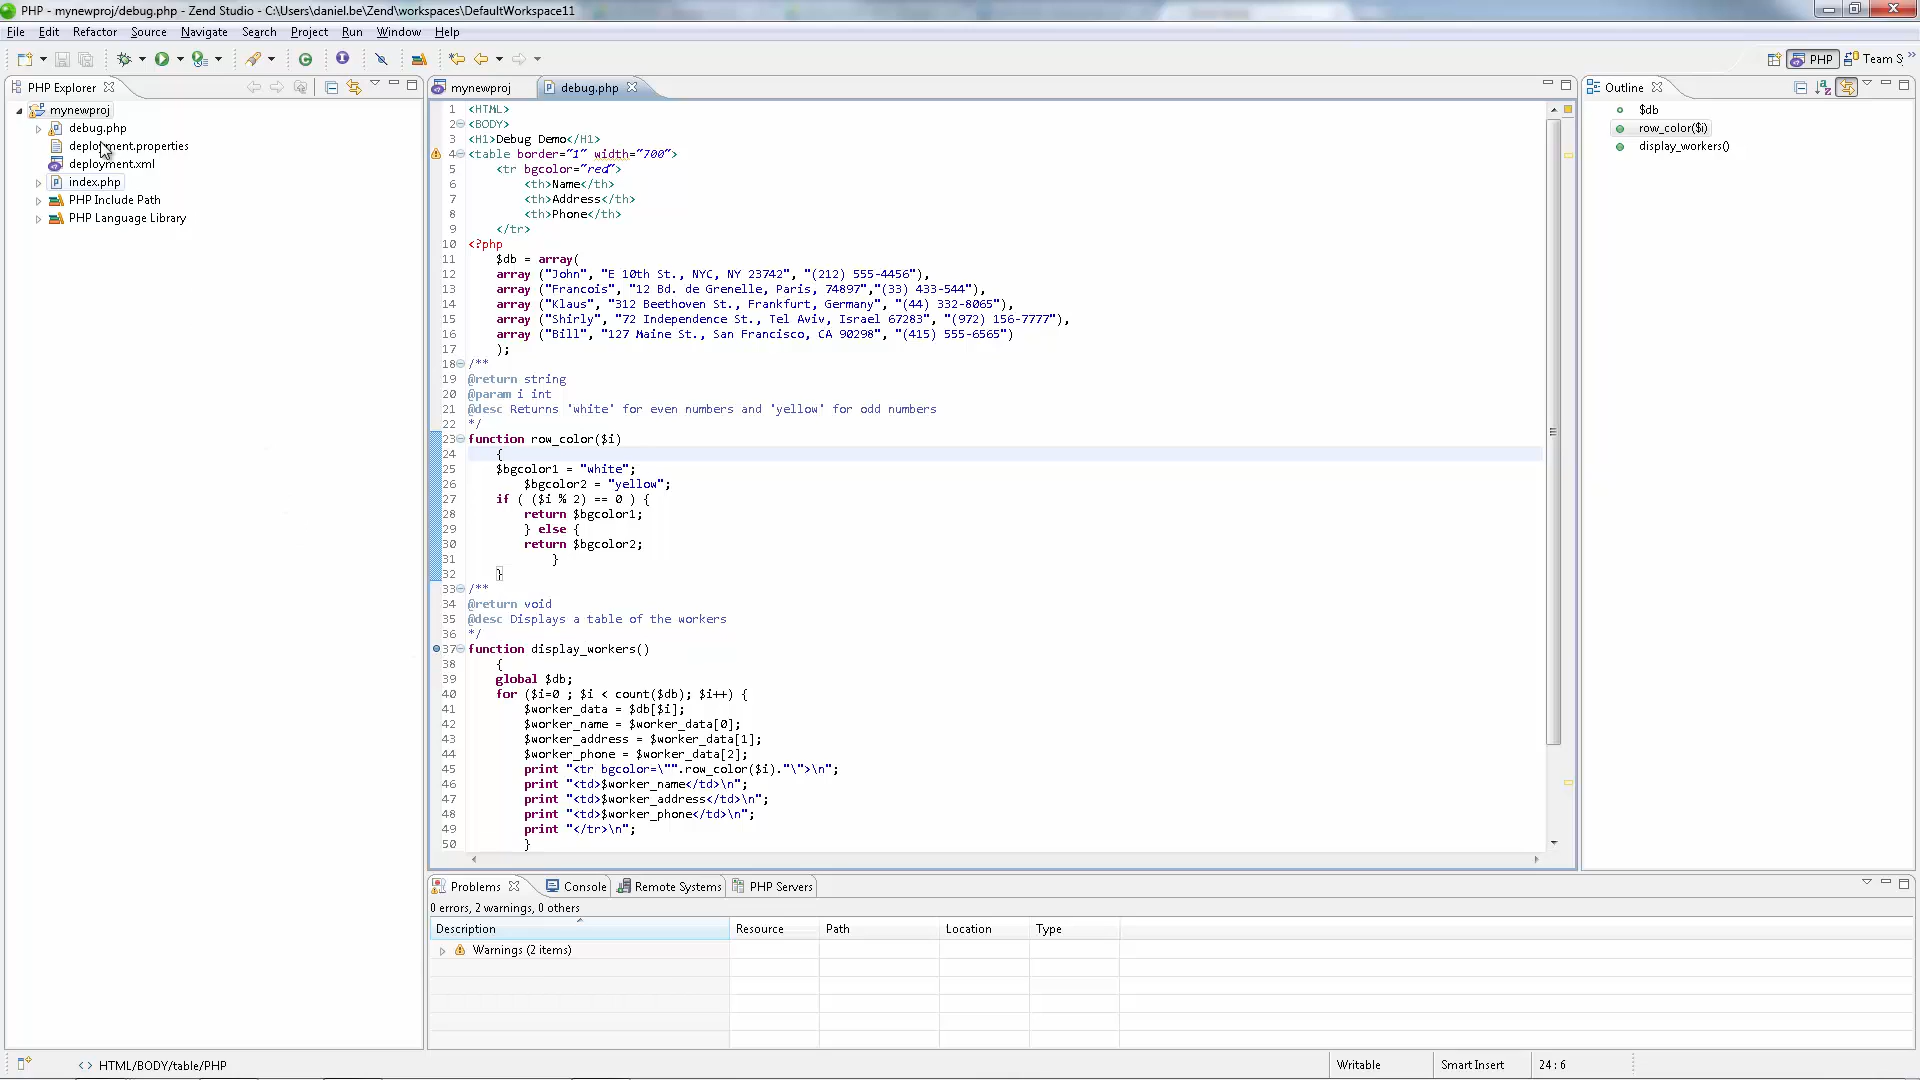 PHP - mynewproj/debug.php - Zend Studio - C:\Users\daniel.be\Zend\workspaces\DefaultWorkspace11
File Edit Refactor Source Navigate Search Project Run Window Help
PHP Team S
PHP Explorer
mynewproj
debug.php
deployment.properties
deployment.xml
index.php
PHP Include Path
PHP Language Library
mynewproj debug.php
1 <HTML>
2 <BODY>
3 <H1>Debug Demo</H1>
4 <table border="1" width="700">
5 <tr bgcolor="red">
6 <th>Name</th>
7 <th>Address</th>
8 <th>Phone</th>
9 </tr>
10 <?php
11 $db = array(
12 array ("John", "E 10th St., NYC, NY 23742", "(212) 555-4456"),
13 array ("Francois", "12 Bd. de Grenelle, Paris, 74897","(33) 433-544"),
14 array ("Klaus", "312 Beethoven St., Frankfurt, Germany", "(44) 332-8065"),
15 array ("Shirly", "72 Independence St., Tel Aviv, Israel 67283", "(972) 156-7777"),
16 array ("Bill", "127 Maine St., San Francisco, CA 90298", "(415) 555-6565")
17 );
18 /**
19 @return string
20 @param i int
21 @desc Returns 'white' for even numbers and 'yellow' for odd numbers
22 */
23 function row_color($i)
24 {
25 $bgcolor1 = "white";
26 $bgcolor2 = "yellow";
27 if ( ($i % 2) == 0 ) {
28 return $bgcolor1;
29 } else {
30 return $bgcolor2;
31 }
32 }
33 /**
34 @return void
35 @desc Displays a table of the workers
36 */
37 function display_workers()
38 {
39 global $db;
40 for ($i=0 ; $i < count($db); $i++) {
41 $worker_data = $db[$i];
42 $worker_name = $worker_data[0];
43 $worker_address = $worker_data[1];
44 $worker_phone = $worker_data[2];
45 print "<tr bgcolor=\"".row_color($i)."\">\n";
46 print "<td>$worker_name</td>\n";
47 print "<td>$worker_address</td>\n";
48 print "<td>$worker_phone</td>\n";
49 print "</tr>\n";
50 }
Outline
$db
row_color($i)
display_workers()
Problems Console Remote Systems PHP Servers
0 errors, 2 warnings, 0 others
Description Resource Path Location Type
Warnings (2 items)
<> HTML/BODY/table/PHP Writable Smart Insert 24 : 6